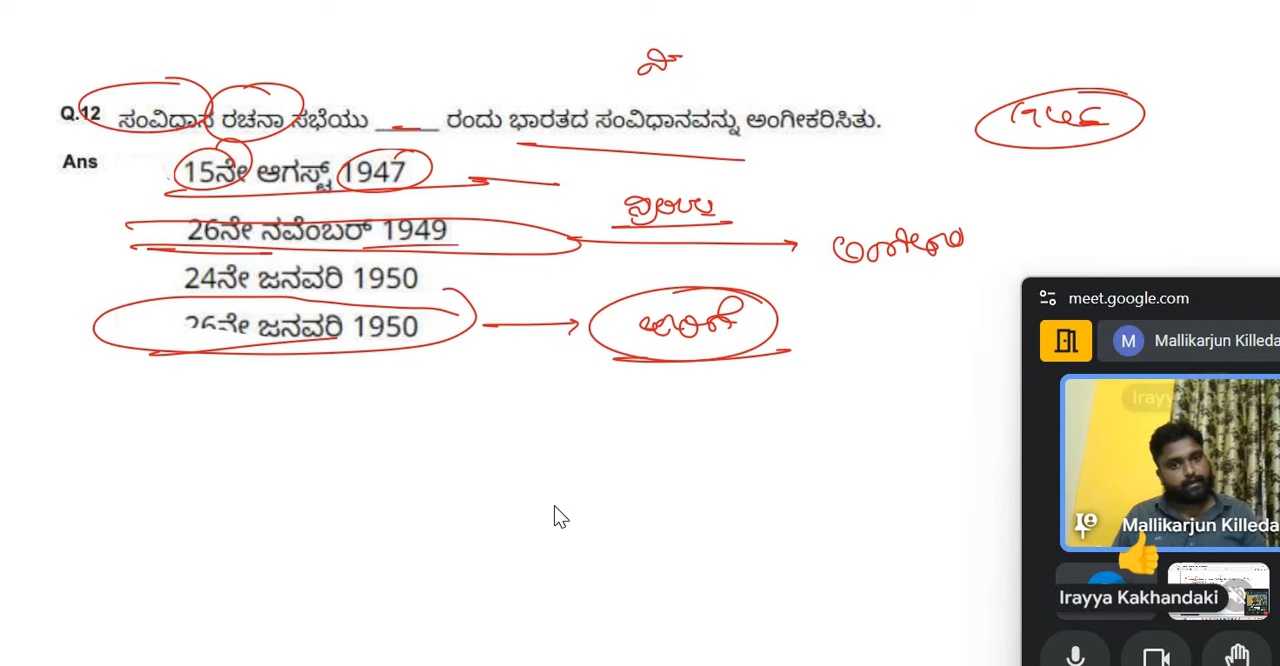 Q.12 ಸಂವಿಧಾನ ರಚನಾ ಸಭೆಯು ____ ರಂದು ಭಾರತದ ಸಂವಿಧಾನವನ್ನು ಅಂಗೀಕರಿಸಿತು.
Ans 15ನೇ ಆಗಸ್ಟ್ 1947
26ನೇ ನವೆಂಬರ್ 1949
24ನೇ ಜನವರಿ 1950
26ನೇ ಜನವರಿ 1950
meet.google.com
M Mallikarjun Killeda
Irayy
Mallikarjun Killeda
Irayya Kakhandaki